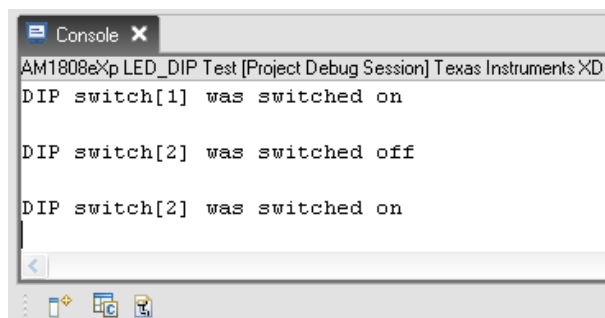 Console
AM1808eXp LED_DIP Test [Project Debug Session] Texas Instruments XD
DIP switch[1] was switched on
DIP switch[2] was switched off
DIP switch[2] was switched on